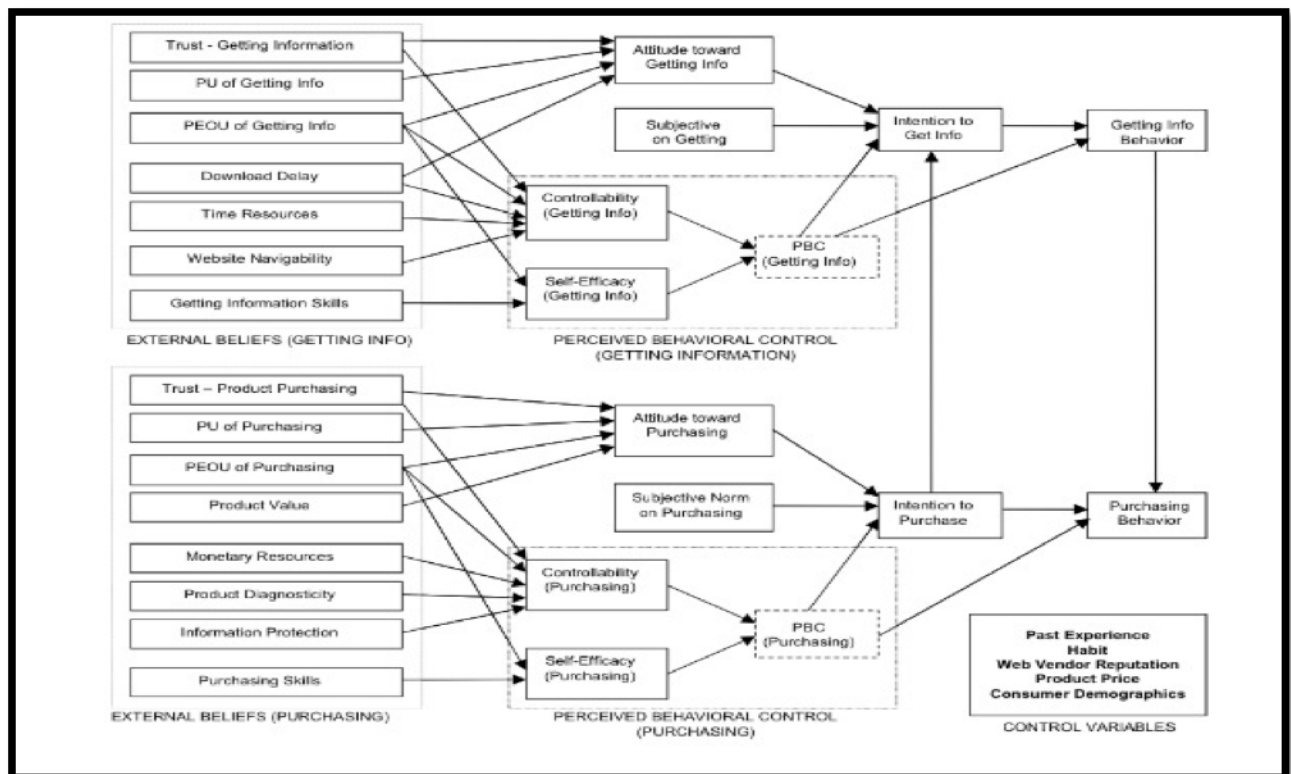 Trust - Getting Information
PU of Getting Info
PEOU of Getting Info
Download Delay
Time Resources
Website Navigability
Getting Information Skills
EXTERNAL BELIEFS (GETTING INFO)
Attitude toward
Getting Info
Subjective
on Getting
Controllability
(Getting Info)
Self-Efficacy
(Getting Info)
PBC
(Getting Info)
PERCEIVED BEHAVIORAL CONTROL
(GETTING INFORMATION)
Intention to
Get Info
Getting Info
Behavior
Trust – Product Purchasing
PU of Purchasing
PEOU of Purchasing
Product Value
Monetary Resources
Product Diagnosticity
Information Protection
Purchasing Skills
EXTERNAL BELIEFS (PURCHASING)
Attitude toward
Purchasing
Subjective Norm
on Purchasing
Controllability
(Purchasing)
Self-Efficacy
(Purchasing)
PBC
(Purchasing)
PERCEIVED BEHAVIORAL CONTROL
(PURCHASING)
Intention to
Purchase
Purchasing
Behavior
Past Experience
Habit
Web Vendor Reputation
Product Price
Consumer Demographics
CONTROL VARIABLES